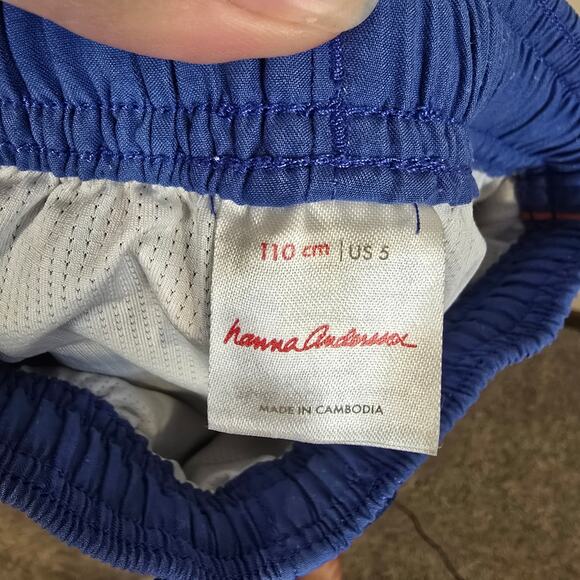 110 cm | US 5
hanna Andersson
MADE IN CAMBODIA